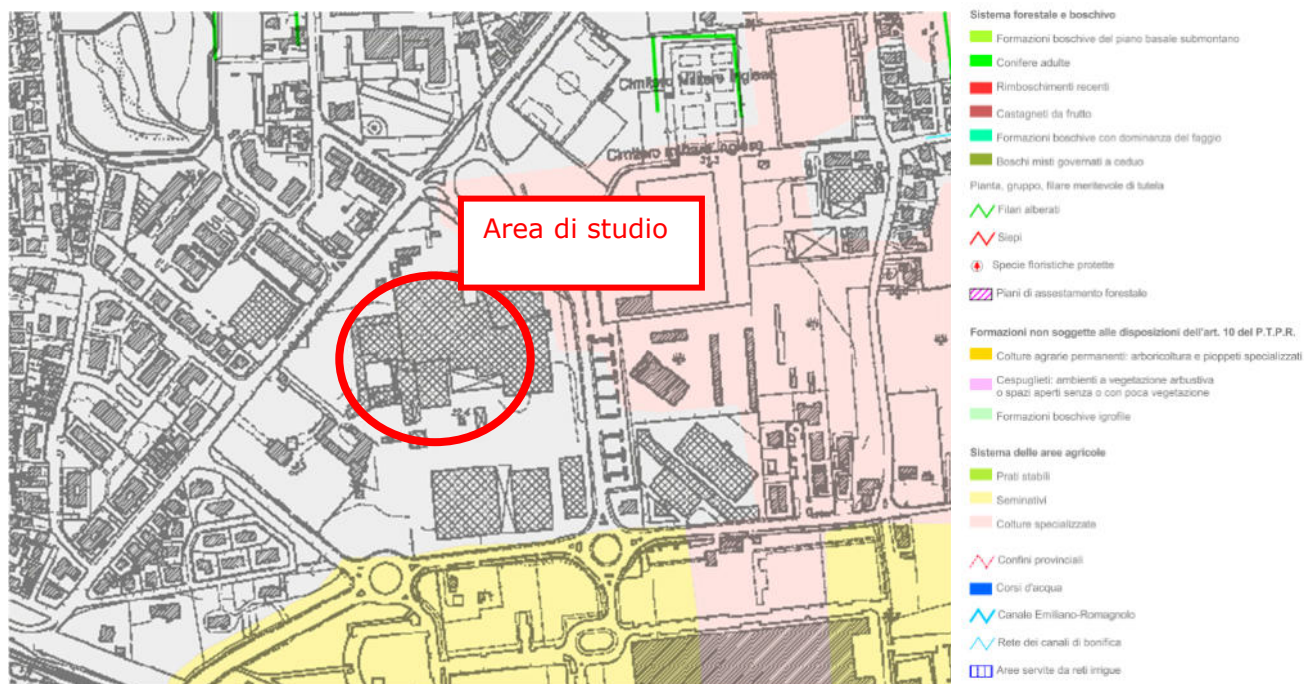 Cimitero Militare Inglese
Cimitero Militare Inglese
Area di studio
Sistema forestale e boschivo
Formazioni boschive del piano basale submontano
Conifere adulte
Rimboschimenti recenti
Castagneti da frutto
Formazioni boschive con dominanza del faggio
Boschi misti governati a ceduo
Pianta, gruppo, filare meritevole di tutela
Filari alberati
Siepi
Specie floristiche protette
Piani di assestamento forestale
Formazioni non soggette alle disposizioni dell'art. 10 del P.T.P.R.
Colture agrarie permanenti: arboricoltura e pioppeti specializzati
Cespuglieti: ambienti a vegetazione arbustiva
o spazi aperti senza o con poca vegetazione
Formazioni boschive igrofile
Sistema delle aree agricole
Prati stabili
Seminativi
Colture specializzate
Confini provinciali
Corsi d'acqua
Canale Emiliano-Romagnolo
Rete dei canali di bonifica
Aree servite da reti irrigue